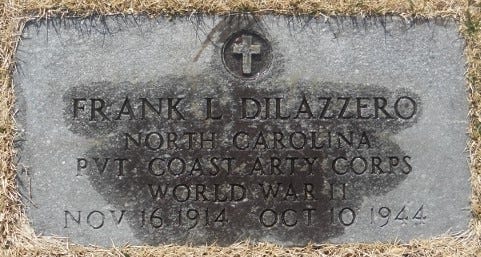 FRANK L DILAZZERO
NORTH CAROLINA
PVT COAST ARTY CORPS
WORLD WAR II
NOV 16 1914 OCT 10 1944